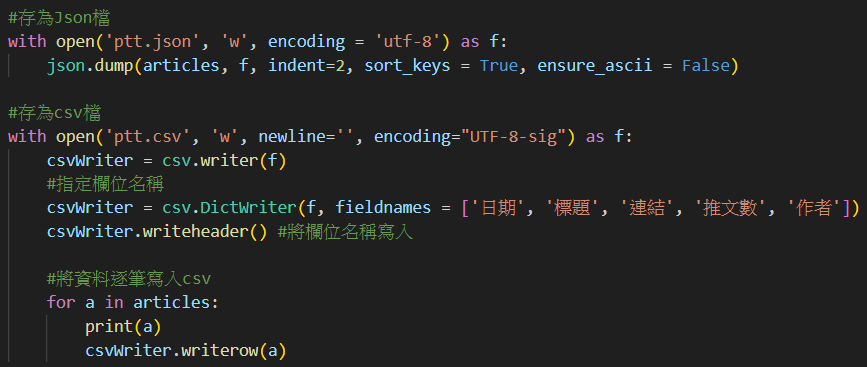 #存為Json檔
with open('ptt.json', 'w', encoding = 'utf-8') as f:
    json.dump(articles, f, indent=2, sort_keys = True, ensure_ascii = False)
#存為csv檔
with open('ptt.csv', 'w', newline='', encoding="UTF-8-sig") as f:
    csvWriter = csv.writer(f)
    #指定欄位名稱
    csvWriter = csv.DictWriter(f, fieldnames = ['日期', '標題', '連結', '推文數', '作者'])
    csvWriter.writeheader() #將欄位名稱寫入
    #將資料逐筆寫入csv
    for a in articles:
        print(a)
        csvWriter.writerow(a)